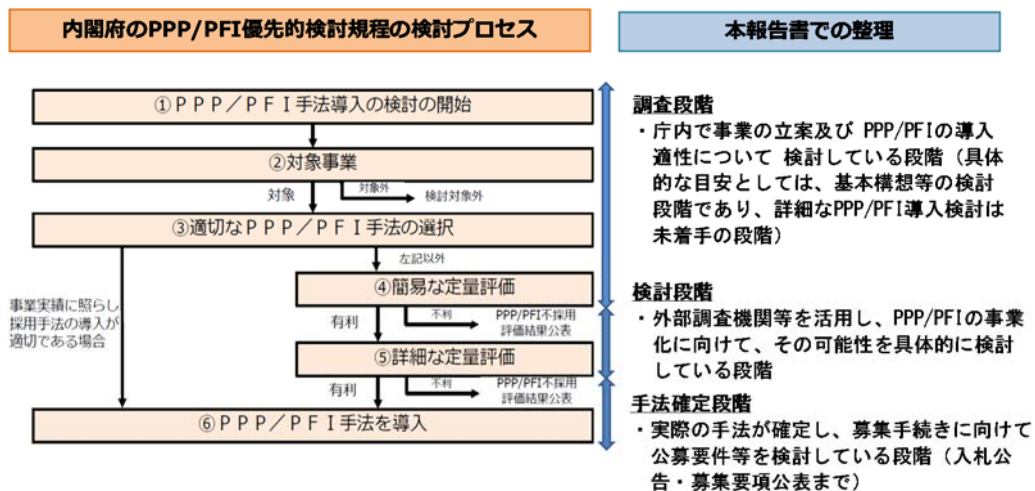 内閣府のPPP/PFI優先的検討規程の検討プロセス
本報告書での整理
①ＰＰＰ／ＰＦＩ手法導入の検討の開始
②対象事業
対象
対象外
検討対象外
③適切なＰＰＰ／ＰＦＩ手法の選択
左記以外
事業実績に照らし
採用手法の導入が
適切である場合
④簡易な定量評価
有利
不利
PPP/PFI不採用
評価結果公表
⑤詳細な定量評価
有利
不利
PPP/PFI不採用
評価結果公表
⑥ＰＰＰ／ＰＦＩ手法を導入
調査段階
・庁内で事業の立案及び PPP/PFIの導入
適性について 検討している段階（具体
的な目安としては、基本構想等の検討
段階であり、詳細なPPP/PFI導入検討は
未着手の段階）
検討段階
・外部調査機関等を活用し、PPP/PFIの事業
化に向けて、その可能性を具体的に検討
している段階
手法確定段階
・実際の手法が確定し、募集手続きに向けて
公募要件等を検討している段階（入札公
告・募集要項公表まで）